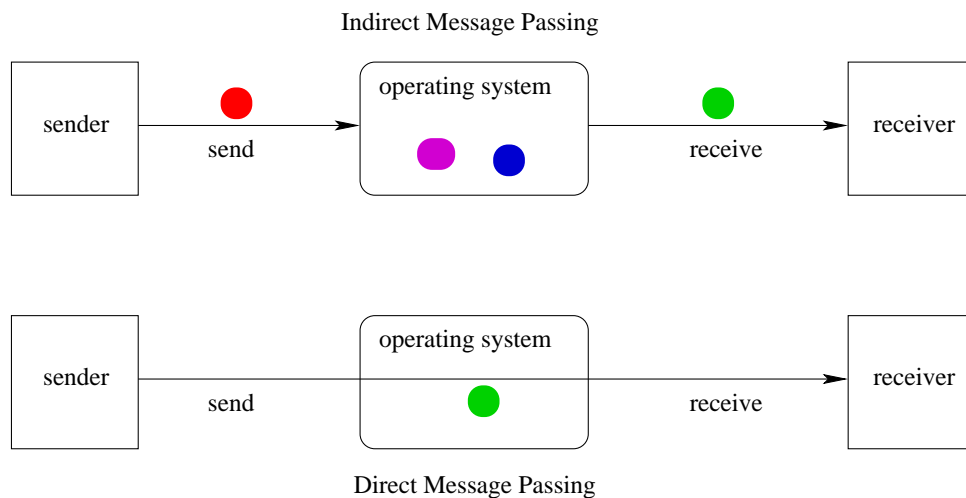 Indirect Message Passing
operating system
sender
receiver
send
receive
operating system
sender
receiver
send
receive
Direct Message Passing